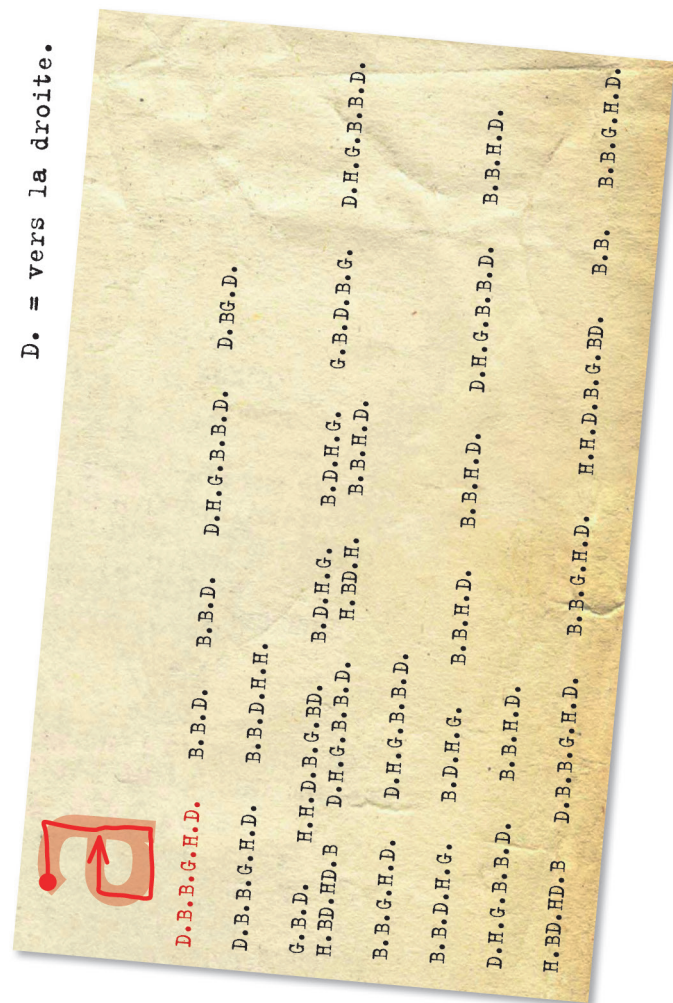 D. = vers la droite.
D.B.B.G.H.D. B.B.D. B.B.D. D.H.G.B.B.D. D.BG.D.
D.B.B.G.H.D. B.B.D.H.H.
G.B.D. H.H.D.B.G.BD. B.D.H.G. B.D.H.G. G.B.D.B.G. D.H.G.B.B.D.
H.BD.HD.B D.H.G.B.B.D. H.BD.H. B.B.H.D.
B.B.G.H.D. D.H.G.B.B.D.
B.B.D.H.G. B.D.H.G. B.B.H.D. B.B.H.D. D.H.G.B.B.D. B.B.H.D.
D.H.G.B.B.D. B.B.H.D.
H.BD.HD.B D.B.B.G.H.D. B.B.G.H.D. H.H.D.B.G.BD. B.B. B.B.G.H.D.